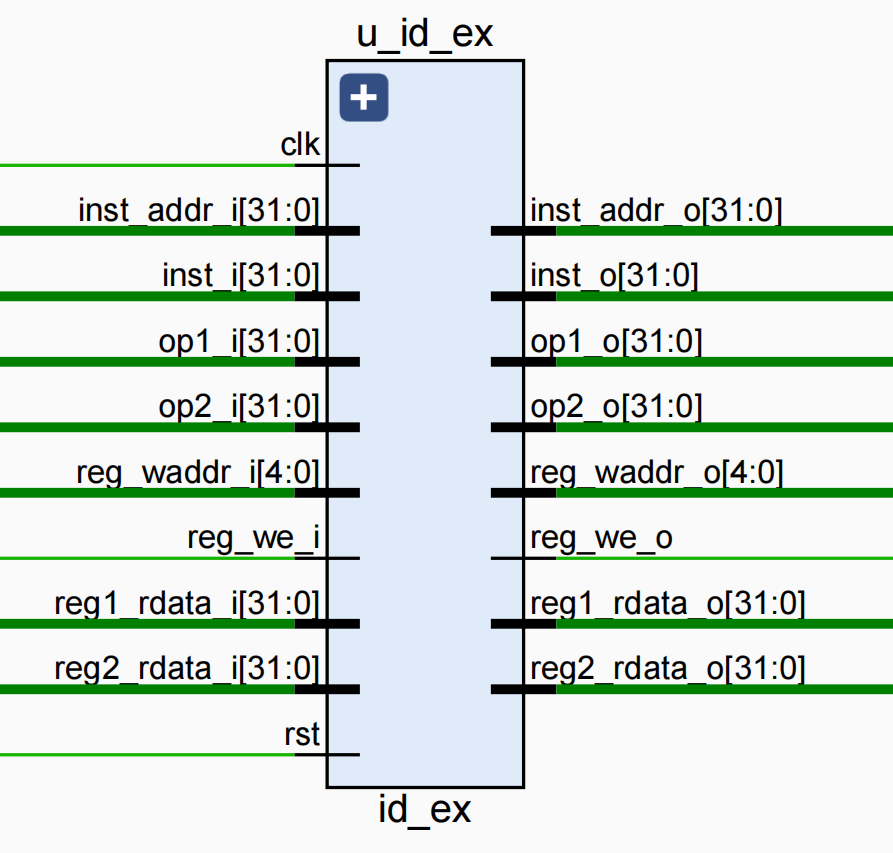 u_id_ex
clk
inst_addr_i[31:0] inst_addr_o[31:0]
inst_i[31:0] inst_o[31:0]
op1_i[31:0] op1_o[31:0]
op2_i[31:0] op2_o[31:0]
reg_waddr_i[4:0] reg_waddr_o[4:0]
reg_we_i reg_we_o
reg1_rdata_i[31:0] reg1_rdata_o[31:0]
reg2_rdata_i[31:0] reg2_rdata_o[31:0]
rst
id_ex